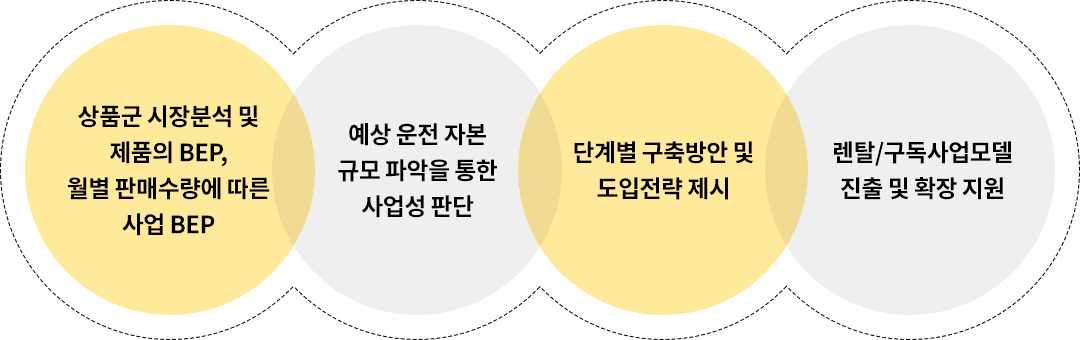 상품군 시장분석 및
제품의 BEP,
월별 판매수량에 따른
사업 BEP
예상 운전 자본
규모 파악을 통한
사업성 판단
단계별 구축방안 및
도입전략 제시
렌탈/구독사업모델
진출 및 확장 지원